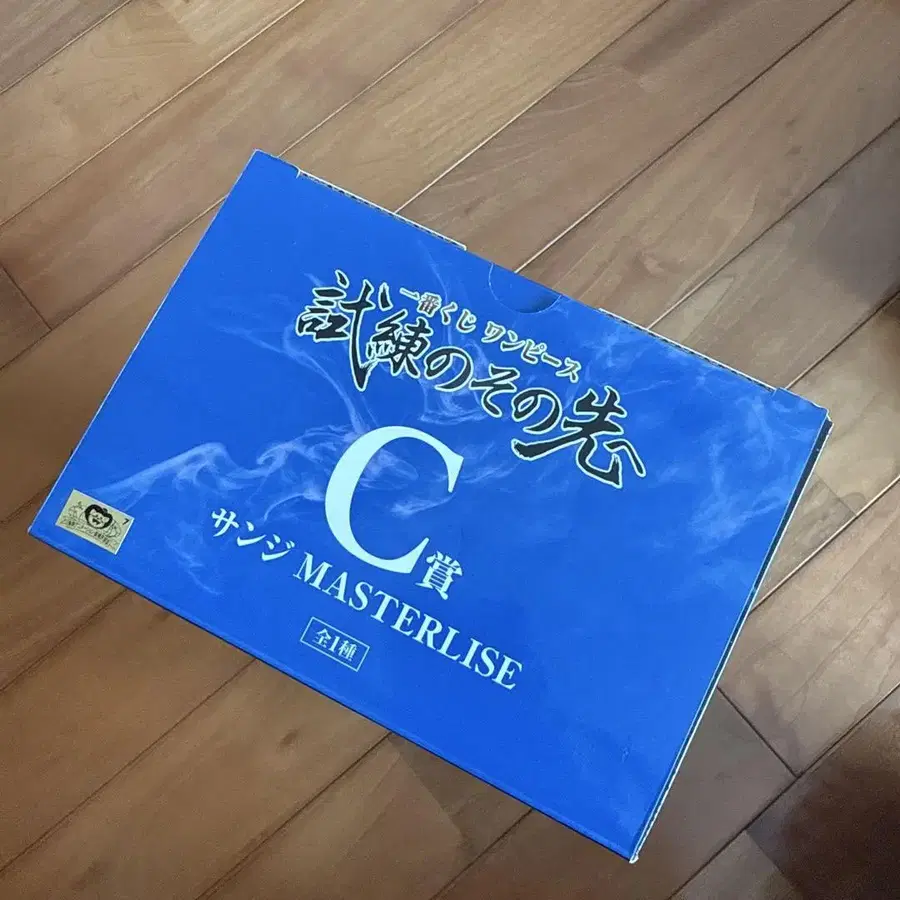 一番くじ ワンピース
試練のその先
C賞
サンジ MASTERLISE
全1種
7